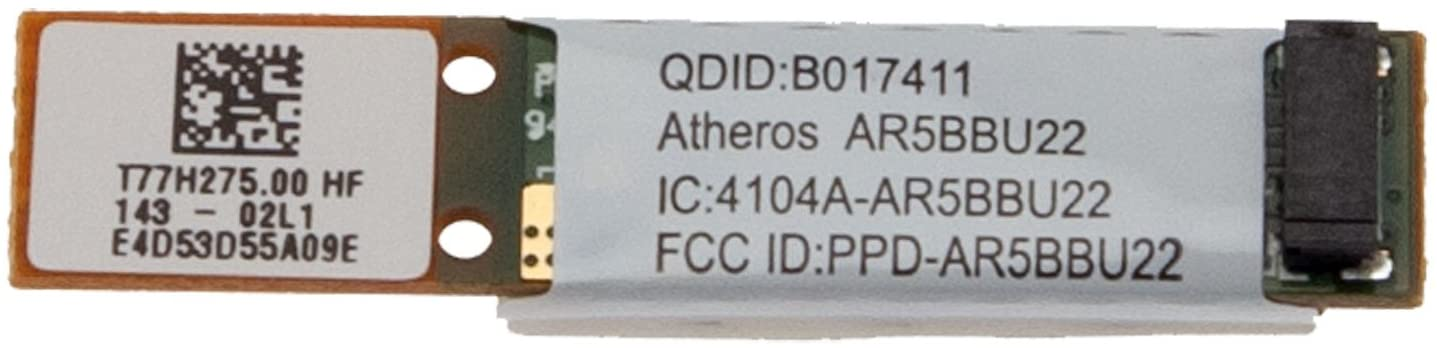 T77H275.00 HF
143 - 02L1
E4D53D55A09E
QDID:B017411
Atheros AR5BBU22
IC:4104A-AR5BBU22
FCC ID:PPD-AR5BBU22